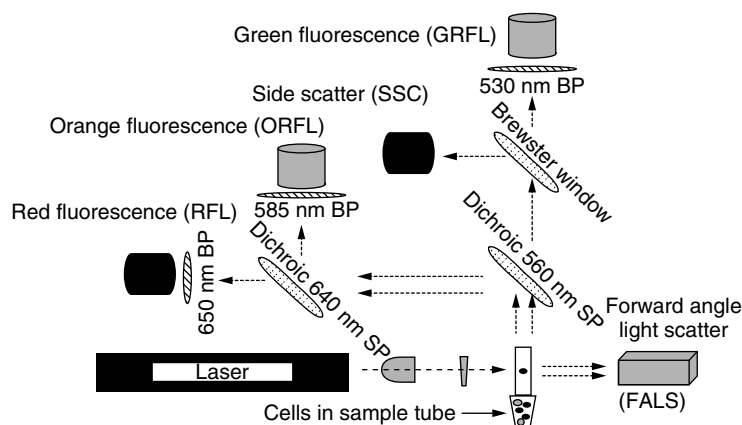 Green fluorescence (GRFL)
530 nm BP
Side scatter (SSC)
Brewster window
Orange fluorescence (ORFL)
585 nm BP
Red fluorescence (RFL)
650 nm BP
Dichroic 640 nm SP
Dichroic 560 nm SP
Forward angle
light scatter
(FALS)
Laser
Cells in sample tube